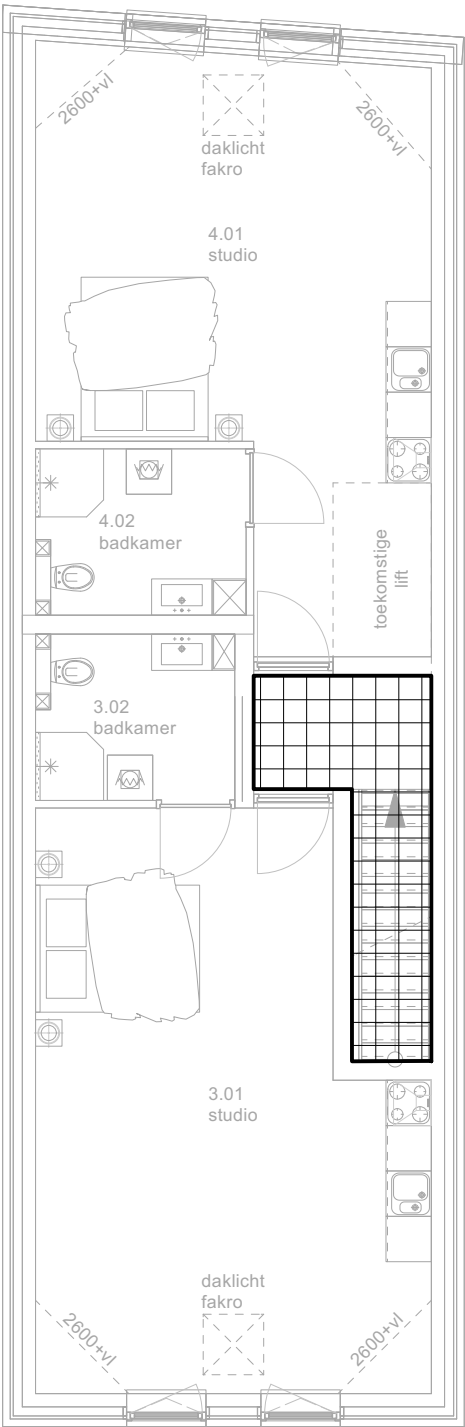 2600+vl
2600+vl
daklicht
fakro
4.01
studio
4.02
badkamer
toekomstige
lift
3.02
badkamer
3.01
studio
daklicht
fakro
2600+vl
2600+vl